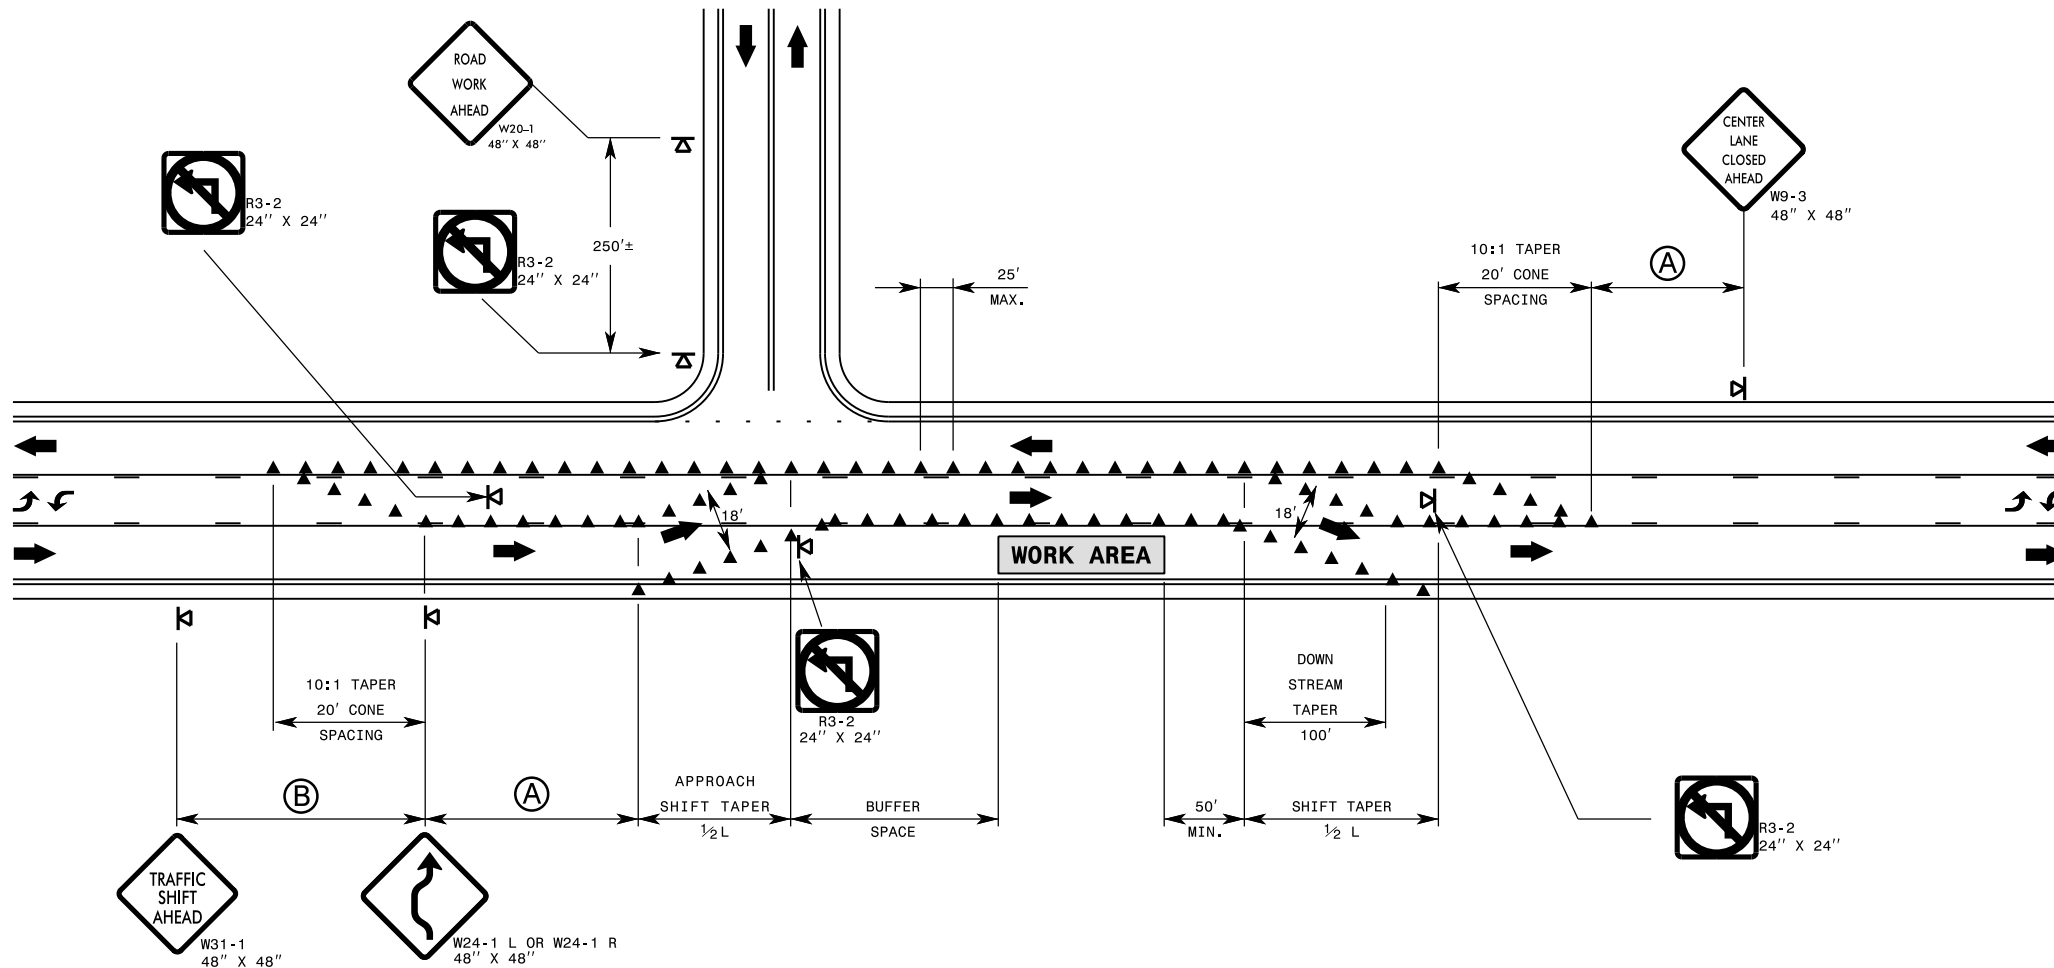 ROAD
WORK
AHEAD
W20-1
48" X 48"
R3-2
24" X 24"
R3-2
24" X 24"
250'±
25'
MAX.
CENTER
LANE
CLOSED
AHEAD
W9-3
48" X 48"
10:1 TAPER
20' CONE
SPACING
A
18'
18'
WORK AREA
R3-2
24" X 24"
10:1 TAPER
20' CONE
SPACING
DOWN
STREAM
TAPER
100'
B
A
APPROACH
SHIFT TAPER
½ L
BUFFER
SPACE
50'
MIN.
SHIFT TAPER
½ L
R3-2
24" X 24"
TRAFFIC
SHIFT
AHEAD
W31-1
48" X 48"
W24-1 L OR W24-1 R
48" X 48"